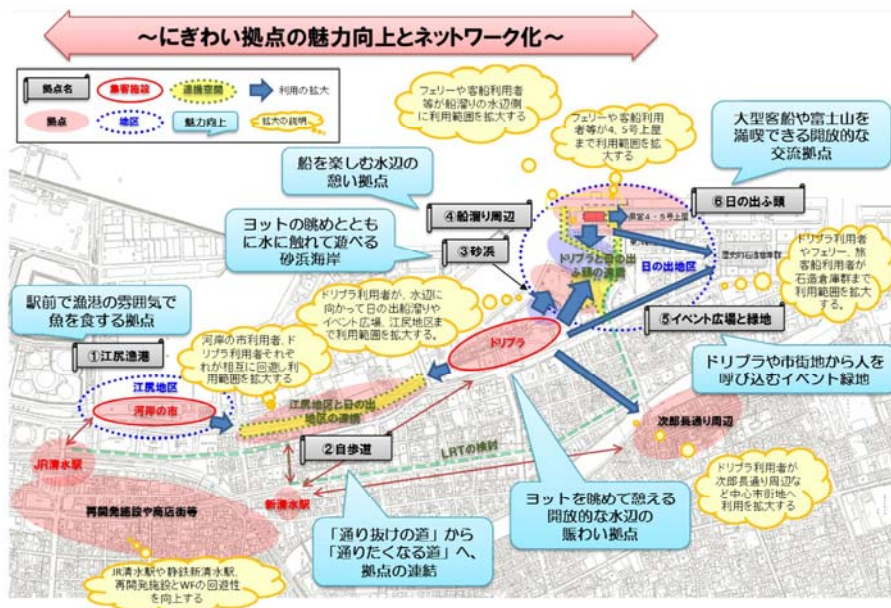 ～にぎわい拠点の魅力向上とネットワーク化～
拠点名
集客施設
連携空間
利用の拡大
拠点
地区
魅力向上
拡大の説明
フェリーや客船利用者
等が船溜りの水辺側
に利用範囲を拡大する
フェリーや客船利用
者等が4、5号上屋
まで利用範囲を拡
大する
大型客船や富士山を
満喫できる開放的な
交流拠点
船を楽しむ水辺の
憩い拠点
④船溜り周辺
⑥日の出ふ頭
県営4・5号上屋
ヨットの眺めととも
に水に触れて遊べる
砂浜海岸
③砂浜
ドリプラと日の出
ふ頭の連携
日の出地区
歴史的石造倉庫群
ドリプラ利用者
やフェリー、旅
客船利用者が
石造倉庫群まで
利用範囲を拡大
する。
駅前で漁港の雰囲気で
魚を食する拠点
ドリプラ利用者が、水辺に
向かって日の出船溜りや
イベント広場、江尻地区ま
で利用範囲を拡大する。
⑤イベント広場と緑地
①江尻漁港
河岸の市利用者、ド
リプラ利用者それぞ
れが相互に回遊し利
用範囲を拡大する
ドリプラ
ドリプラや市街地から人を
呼び込むイベント緑地
江尻地区
河岸の市
江尻地区と日の出
地区の連携
次郎長通り周辺
②自歩道
LRTの検討
JR清水駅
新清水駅
再開発施設や商店街等
「通り抜けの道」から
「通りたくなる道」へ、
拠点の連結
ヨットを眺めて憩える
開放的な水辺の
賑わい拠点
ドリプラ利用者が
次郎長通り周辺な
ど中心市街地へ
利用を拡大する
JR清水駅や静鉄新清水駅、
再開発施設とWFの回遊性
を向上する